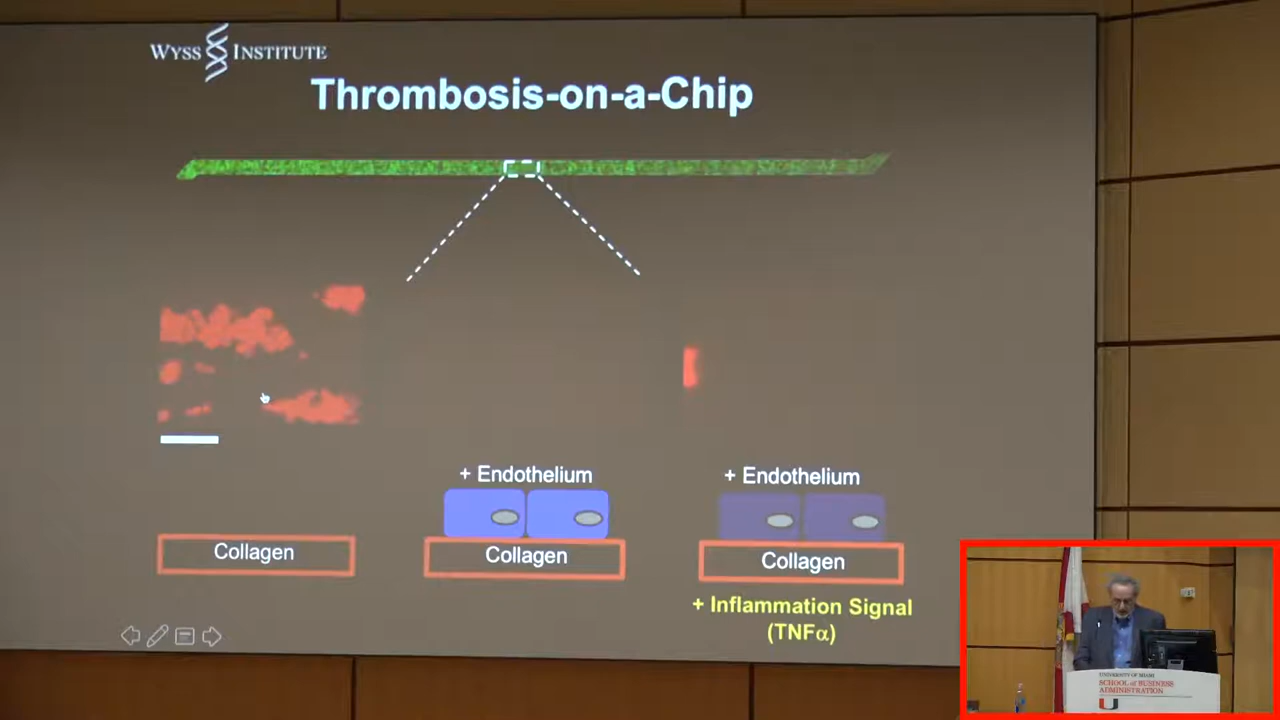 WYSS INSTITUTE
Thrombosis-on-a-Chip
+ Endothelium
+ Endothelium
Collagen
Collagen
Collagen
+ Inflammation Signal
(TNFα)
UNIVERSITY OF MIAMI
SCHOOL of BUSINESS
ADMINISTRATION
U